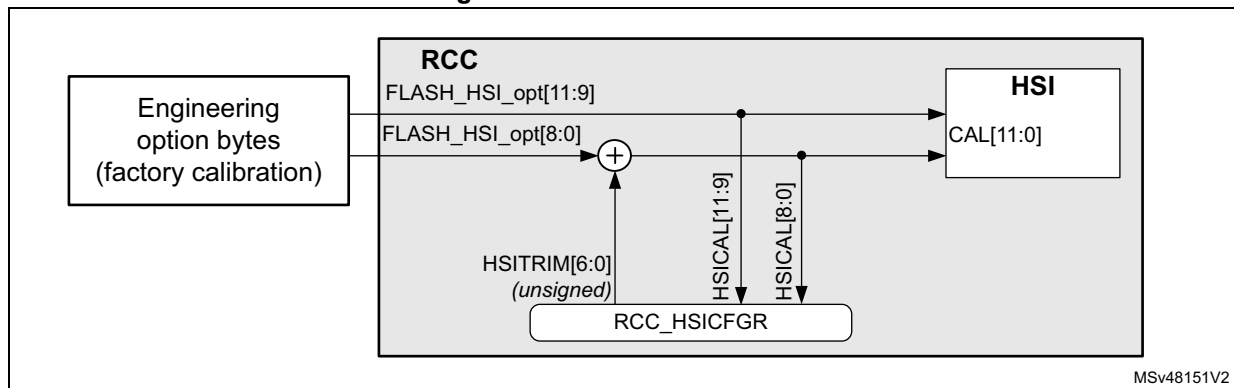 RCC
HSI
Engineering
option bytes
(factory calibration)
FLASH_HSI_opt[11:9]
FLASH_HSI_opt[8:0]
CAL[11:0]
+
HSITRIM[6:0]
(unsigned)
HSICAL[11:9]
HSICAL[8:0]
RCC_HSICFGR
MSv48151V2